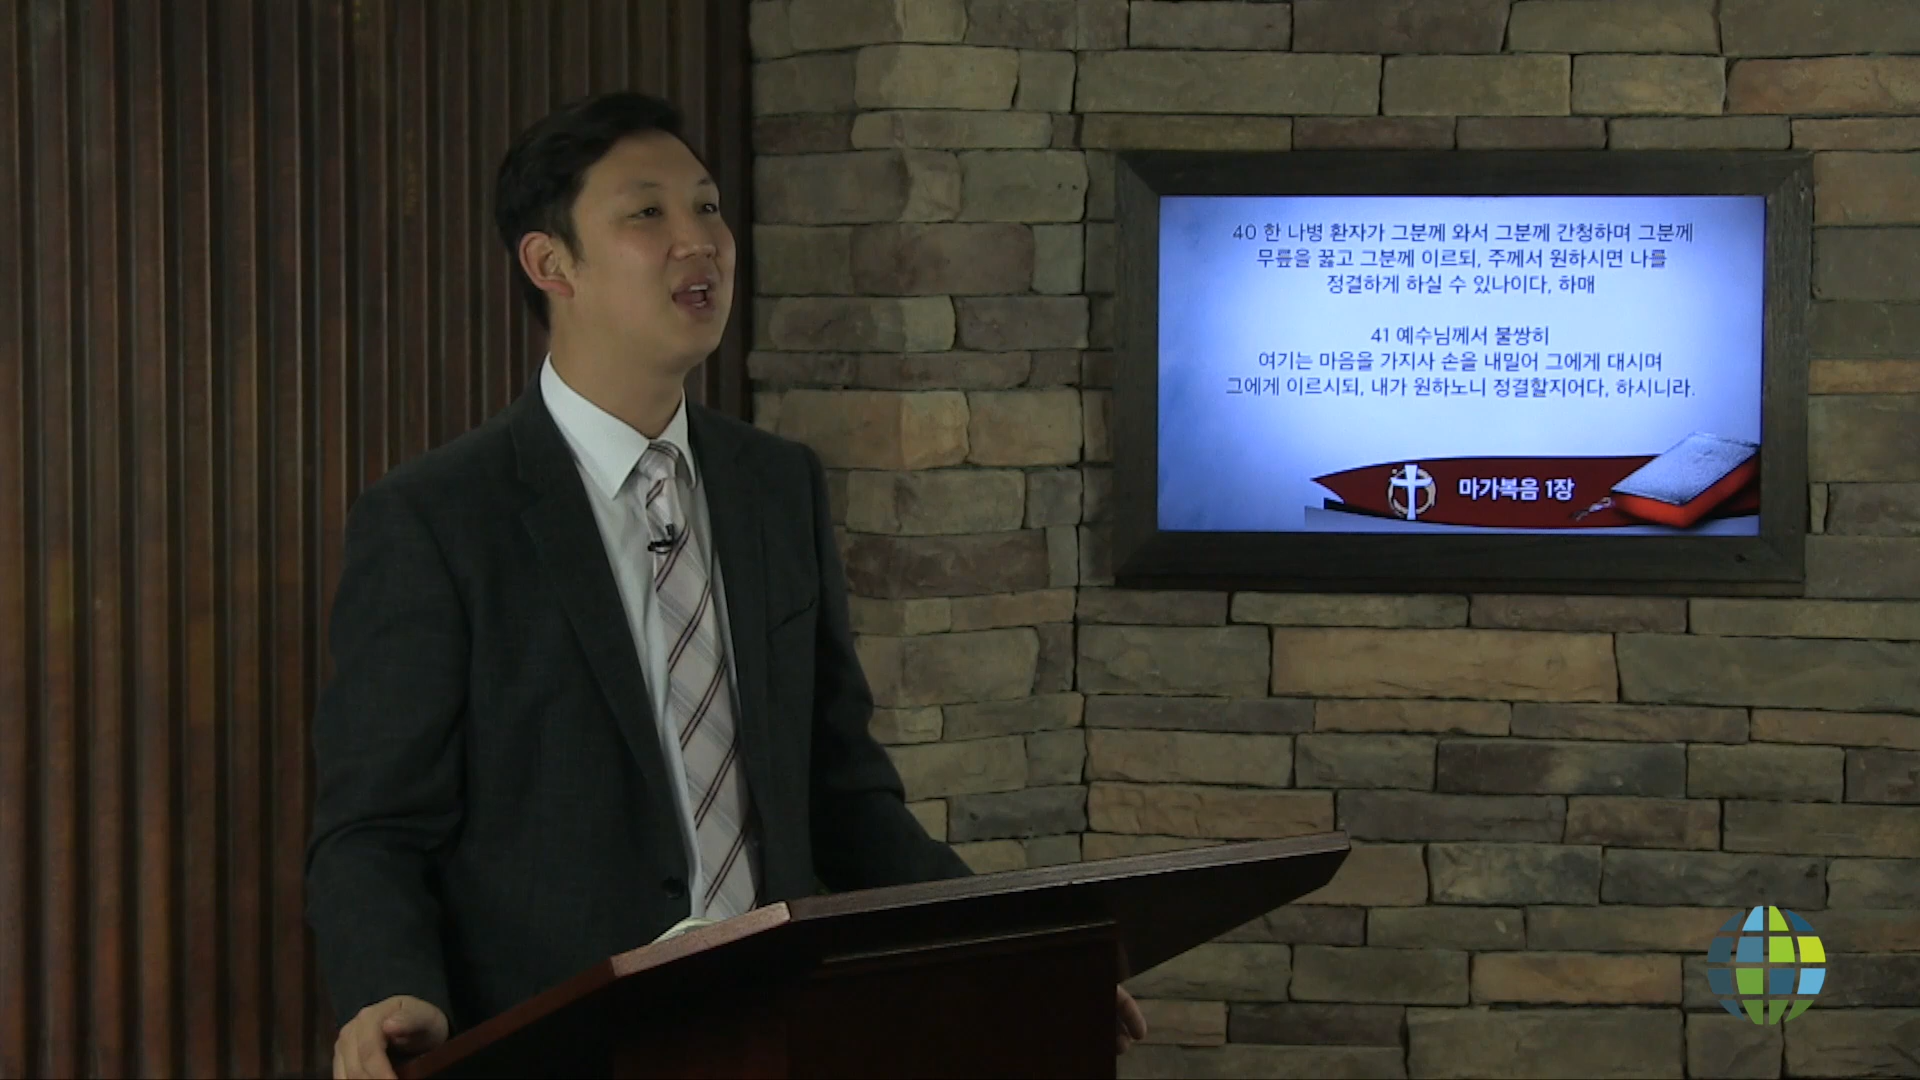 40 한 나병 환자가 그분께 와서 그분께 간청하며 그분께
무릎을 꿇고 그분께 이르되, 주께서 원하시면 나를
정결하게 하실 수 있나이다, 하매
41 예수님께서 불쌍히
여기는 마음을 가지사 손을 내밀어 그에게 대시며
그에게 이르시되, 내가 원하노니 정결할지어다, 하시니라.
마가복음 1장